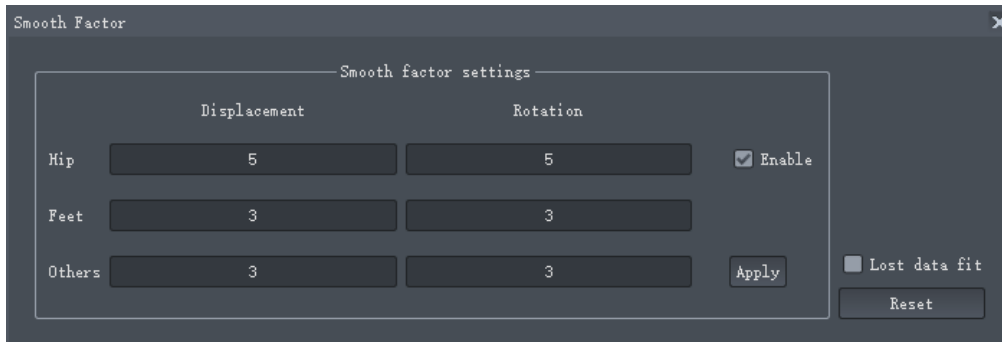 Smooth Factor
Smooth factor settings
Displacement Rotation
Hip 5 5 Enable
Feet 3 3
Others 3 3 Apply
Lost data fit
Reset